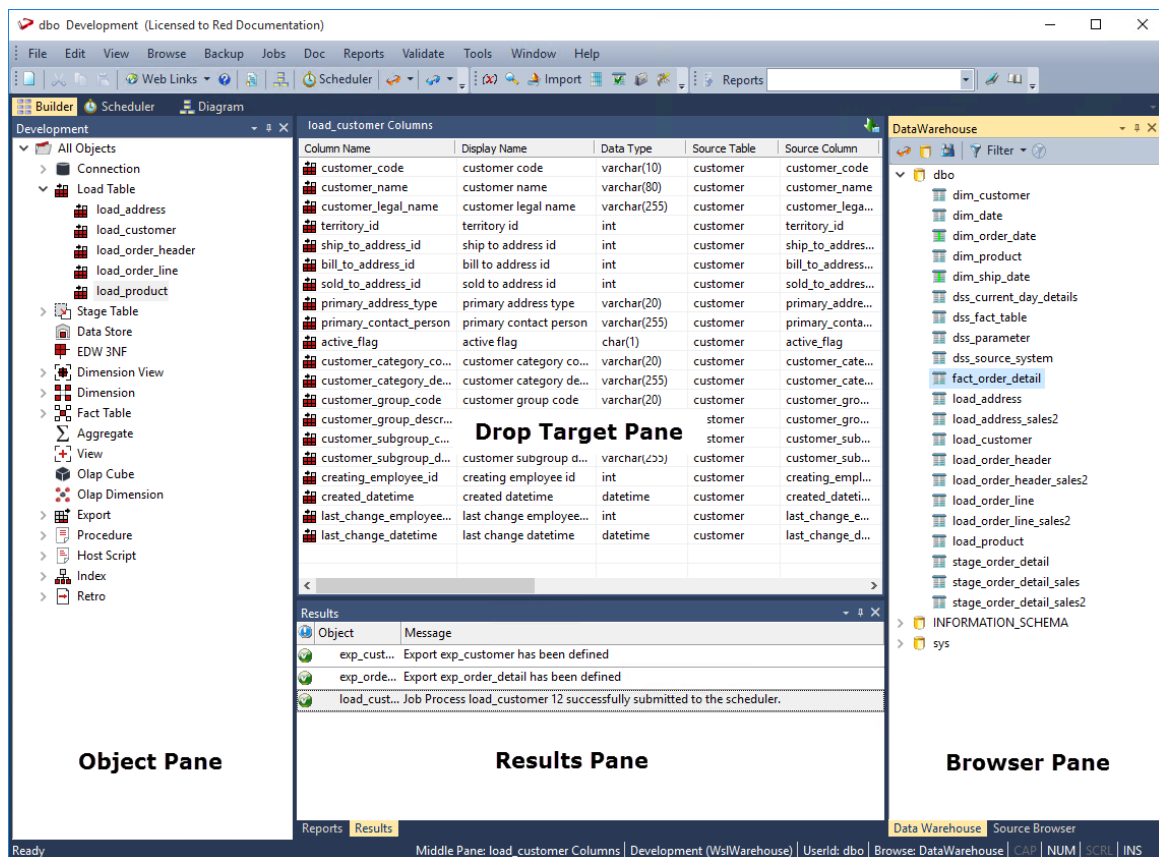 dbo Development (Licensed to Red Documentation)
File Edit View Browse Backup Jobs Doc Reports Validate Tools Window Help
Web Links Scheduler Import Reports
Builder Scheduler Diagram
Development
All Objects
Connection
Load Table
load_address
load_customer
load_order_header
load_order_line
load_product
Stage Table
Data Store
EDW 3NF
Dimension View
Dimension
Fact Table
Aggregate
View
Olap Cube
Olap Dimension
Export
Procedure
Host Script
Index
Retro
Object Pane
load_customer Columns
Column Name Display Name Data Type Source Table Source Column
customer_code customer code varchar(10) customer customer_code
customer_name customer name varchar(80) customer customer_name
customer_legal_name customer legal name varchar(255) customer customer_lega...
territory_id territory id int customer territory_id
ship_to_address_id ship to address id int customer ship_to_addres...
bill_to_address_id bill to address id int customer bill_to_address...
sold_to_address_id sold to address id int customer sold_to_addres...
primary_address_type primary address type varchar(20) customer primary_addre...
primary_contact_person primary contact person varchar(255) customer primary_conta...
active_flag active flag char(1) customer active_flag
customer_category_co... customer category co... varchar(20) customer customer_cate...
customer_category_de... customer category de... varchar(255) customer customer_cate...
customer_group_code customer group code varchar(20) customer customer_gro...
customer_group_descr... stomer customer_gro...
Drop Target Pane
customer_subgroup_c... stomer customer_sub...
customer_subgroup_d... customer subgroup d... varchar(255) customer customer_sub...
creating_employee_id creating employee id int customer creating_empl...
created_datetime created datetime datetime customer created_dateti...
last_change_employee... last change employee... int customer last_change_e...
last_change_datetime last change datetime datetime customer last_change_d...
Results
Object Message
exp_cust... Export exp_customer has been defined
exp_orde... Export exp_order_detail has been defined
load_cust... Job Process load_customer 12 successfully submitted to the scheduler.
Results Pane
Reports Results
DataWarehouse
Filter
dbo
dim_customer
dim_date
dim_order_date
dim_product
dim_ship_date
dss_current_day_details
dss_fact_table
dss_parameter
dss_source_system
fact_order_detail
load_address
load_address_sales2
load_customer
load_order_header
load_order_header_sales2
load_order_line
load_order_line_sales2
load_product
stage_order_detail
stage_order_detail_sales
stage_order_detail_sales2
INFORMATION_SCHEMA
sys
Browser Pane
Data Warehouse Source Browser
Ready Middle Pane: load_customer Columns Development (WslWarehouse) UserId: dbo Browse: DataWarehouse CAP NUM SCRL INS